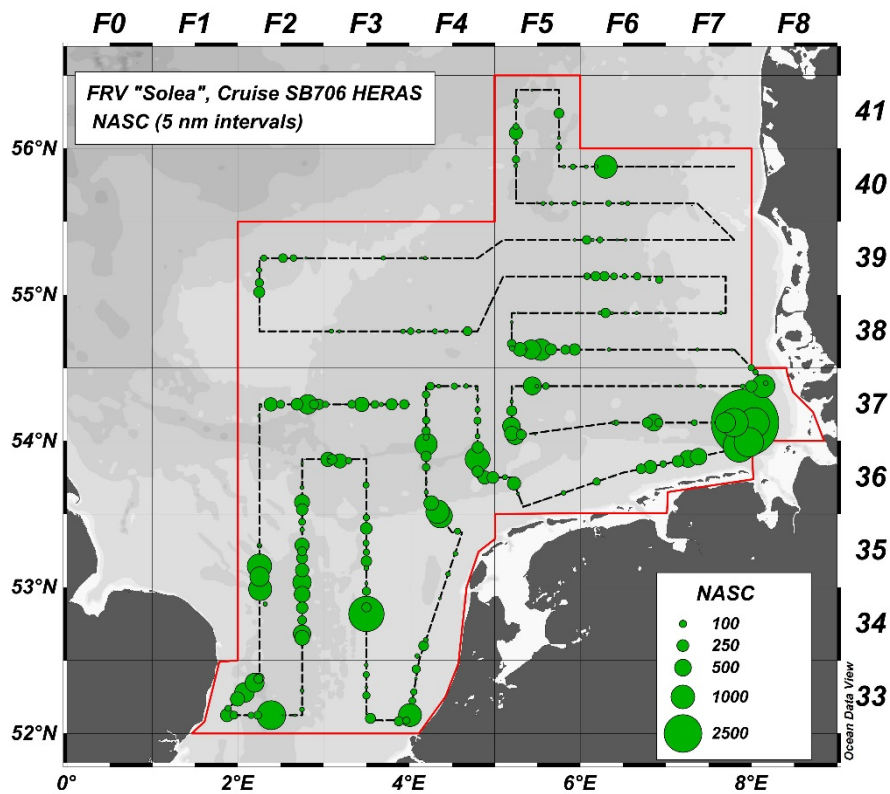 F0 F1 F2 F3 F4 F5 F6 F7 F8
FRV "Solea", Cruise SB706 HERAS
NASC (5 nm intervals)
41
56°N
40
39
55°N
38
37
54°N
36
35
53°N
34
33
52°N
NASC
100
250
500
1000
2500
Ocean Data View
0° 2°E 4°E 6°E 8°E